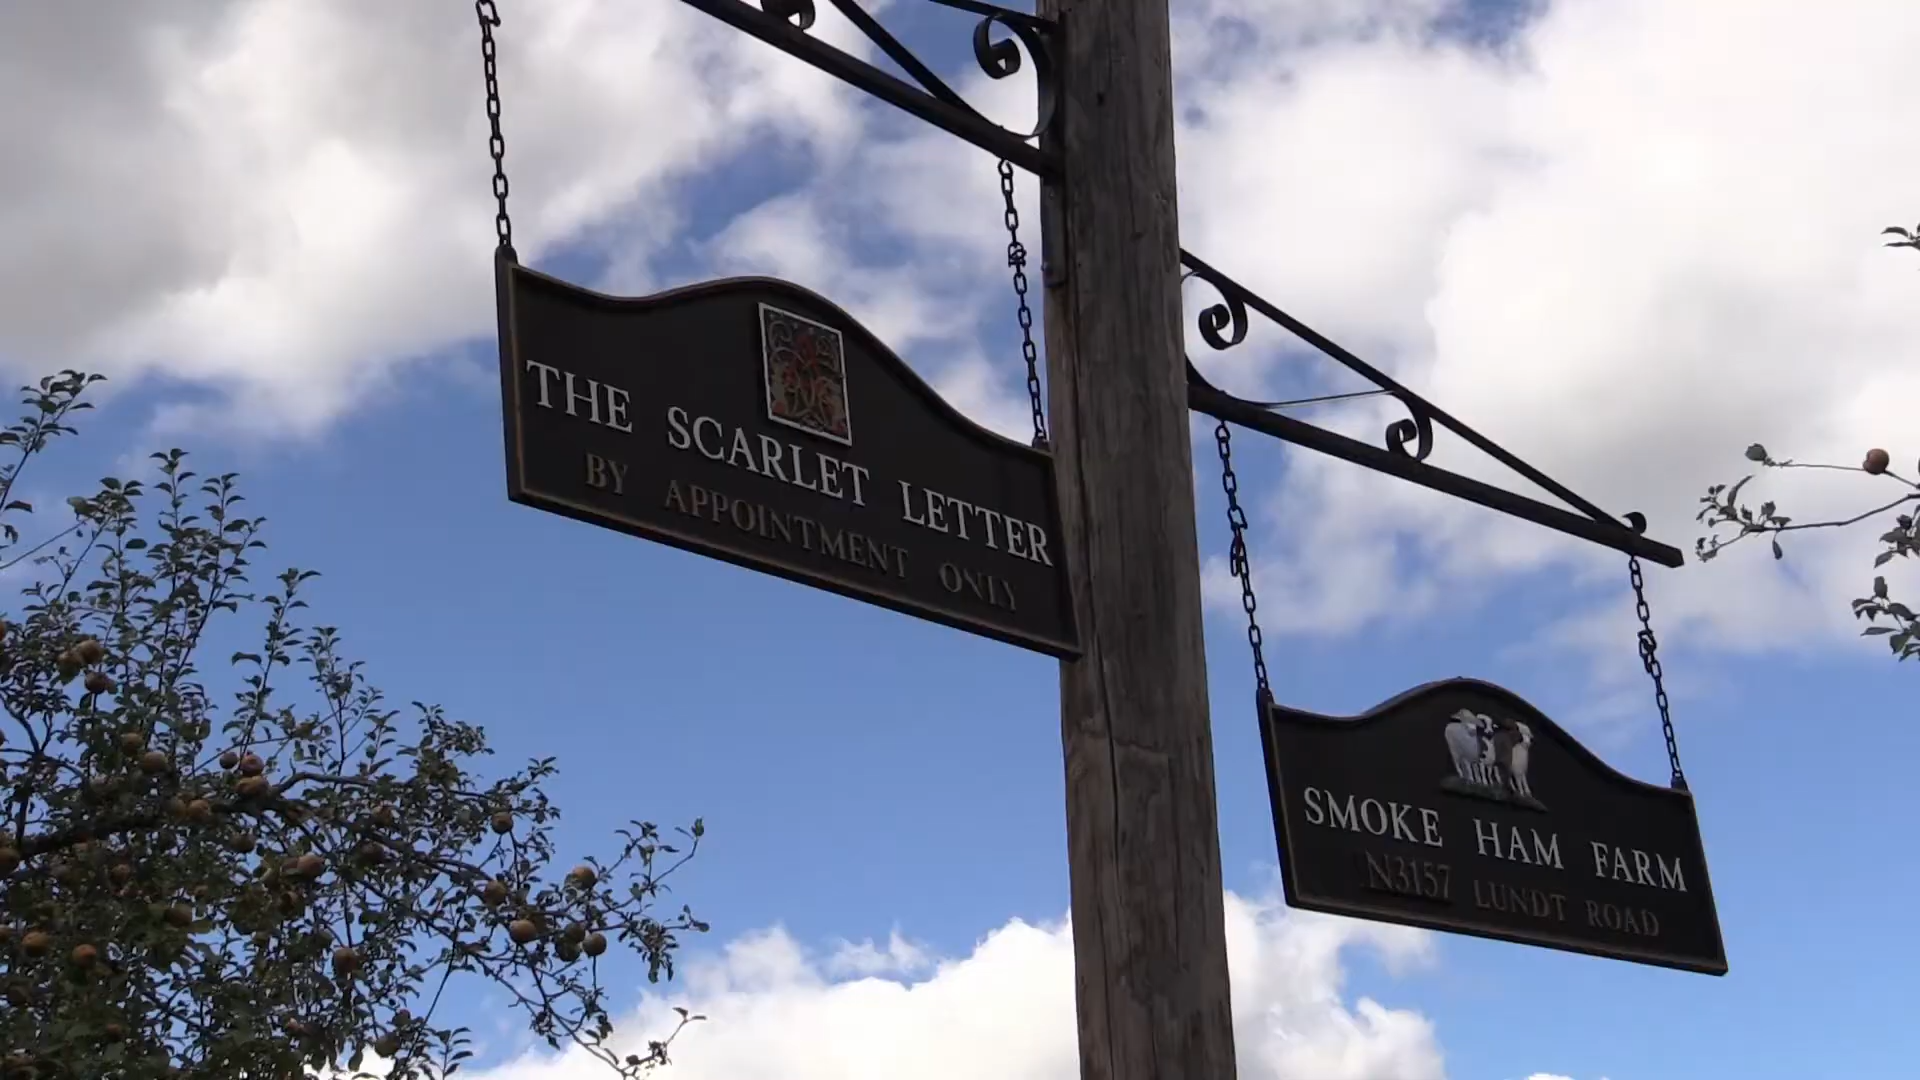 THE SCARLET LETTER
BY APPOINTMENT ONLY
SMOKE HAM FARM
N3157 LUNDT ROAD